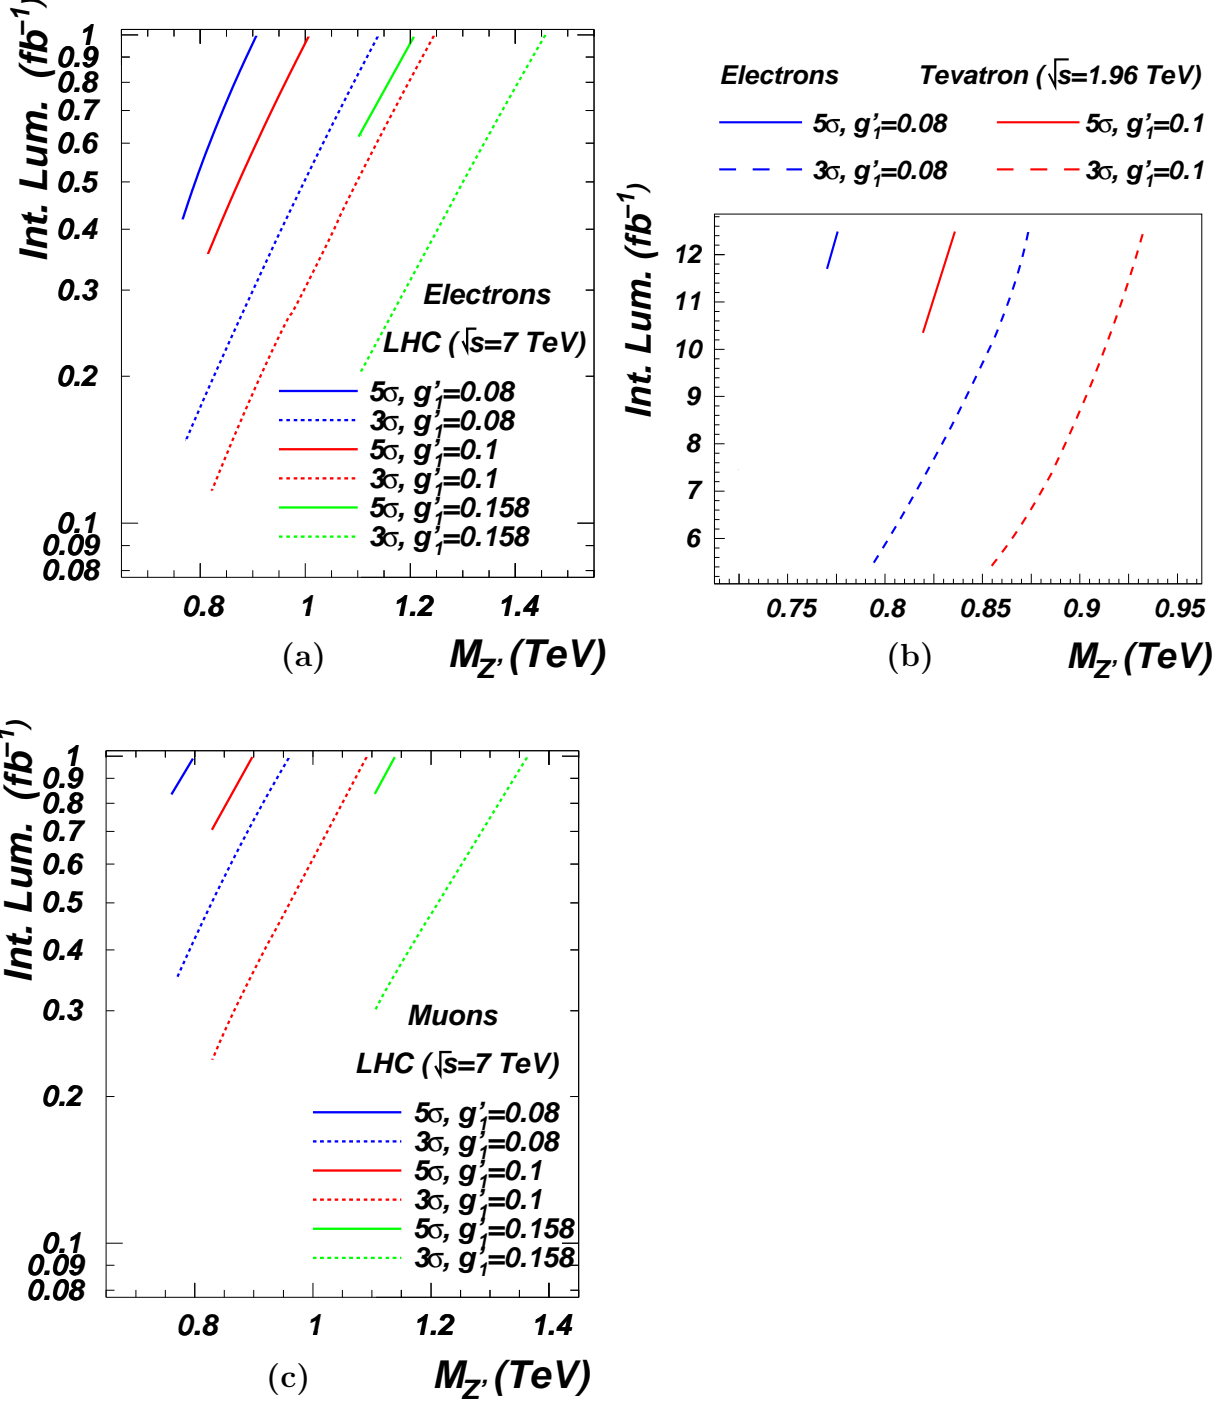 Int. Lum. (fb⁻¹)
1
0.9
0.8
0.7
0.6
0.5
0.4
0.3
0.2
0.1
0.09
0.08
Electrons
LHC (√s=7 TeV)
5σ, g'₁=0.08
3σ, g'₁=0.08
5σ, g'₁=0.1
3σ, g'₁=0.1
5σ, g'₁=0.158
3σ, g'₁=0.158
0.8 1 1.2 1.4
(a) M_Z' (TeV)
Electrons Tevatron (√s=1.96 TeV)
5σ, g'₁=0.08 5σ, g'₁=0.1
3σ, g'₁=0.08 3σ, g'₁=0.1
Int. Lum. (fb⁻¹)
12
11
10
9
8
7
6
0.75 0.8 0.85 0.9 0.95
(b) M_Z' (TeV)
Int. Lum. (fb⁻¹)
1
0.9
0.8
0.7
0.6
0.5
0.4
0.3
0.2
0.1
0.09
0.08
Muons
LHC (√s=7 TeV)
5σ, g'₁=0.08
3σ, g'₁=0.08
5σ, g'₁=0.1
3σ, g'₁=0.1
5σ, g'₁=0.158
3σ, g'₁=0.158
0.8 1 1.2 1.4
(c) M_Z' (TeV)